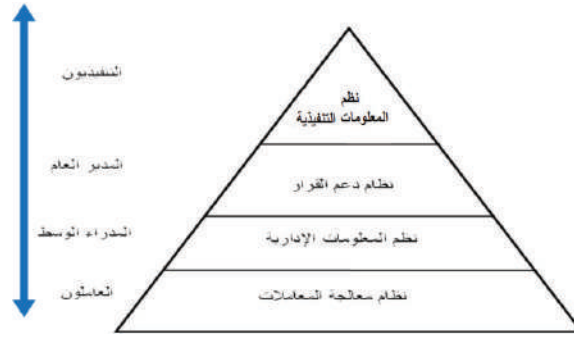 التنفيذيون
نظم
المعلومات التنفيذية
المدير العام
نظام دعم القرار
المدراء الوسط
نظم المعلومات الإدارية
العاملون
نظام معالجة المعاملات